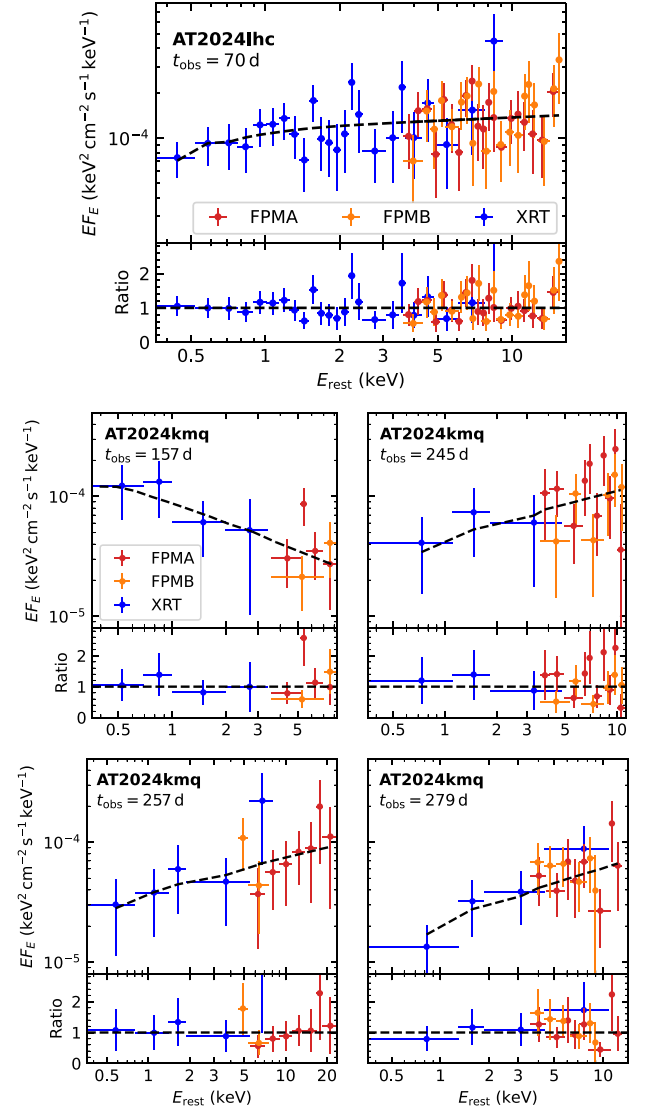 AT2024lhc
t_obs = 70 d
EF_E (keV² cm⁻² s⁻¹ keV⁻¹)
10⁻⁴
FPMA FPMB XRT
Ratio
2
1
0
0.5 1 2 5 10
E_rest (keV)
AT2024kmq
t_obs = 157 d
AT2024kmq
t_obs = 245 d
EF_E (keV² cm⁻² s⁻¹ keV⁻¹)
10⁻⁴
10⁻⁵
FPMA
FPMB
XRT
Ratio
2
1
0
0.5 1 2 3 5
0.5 1 2 5 10
AT2024kmq
t_obs = 257 d
AT2024kmq
t_obs = 279 d
EF_E (keV² cm⁻² s⁻¹ keV⁻¹)
10⁻⁴
10⁻⁵
Ratio
2
1
0
0.5 1 2 5 10 20
0.5 1 2 5 10
E_rest (keV)
E_rest (keV)